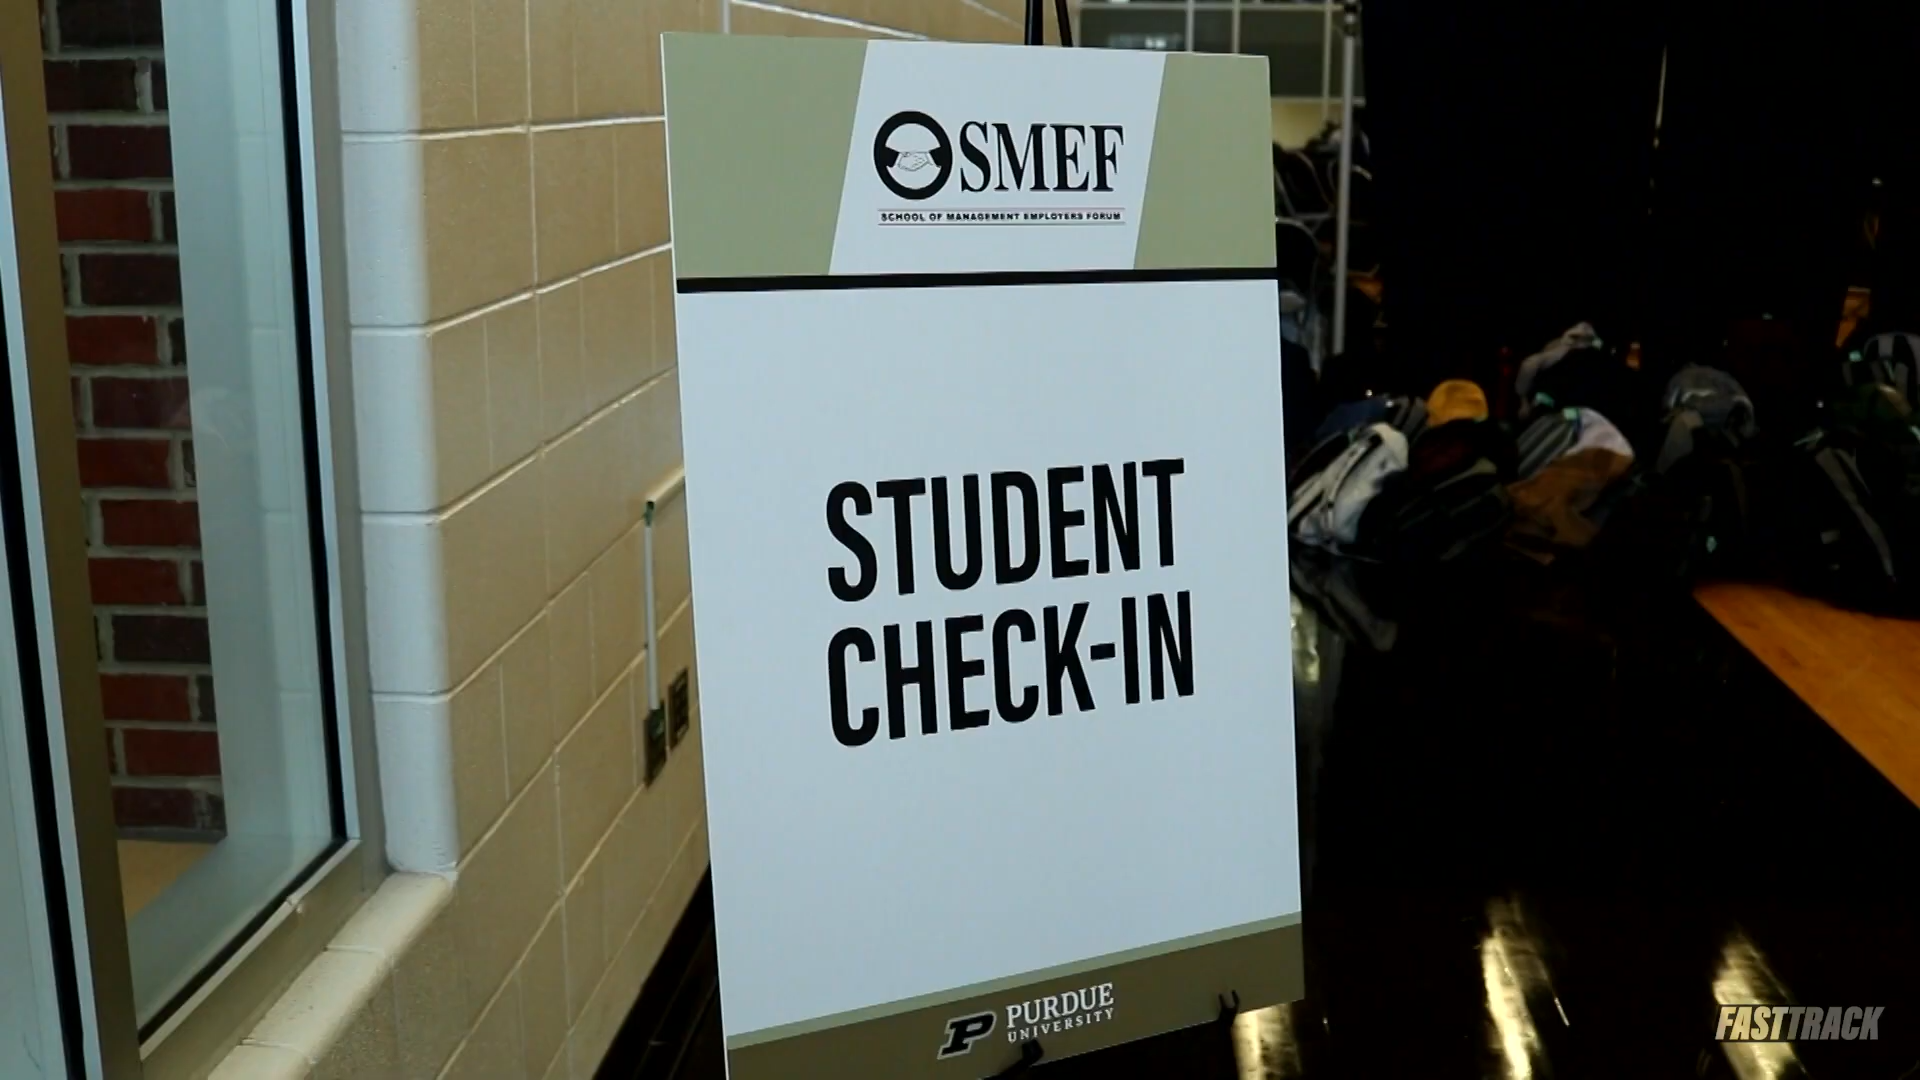 SMEF
SCHOOL OF MANAGEMENT EMPLOYERS FORUM
STUDENT
CHECK-IN
P PURDUE
UNIVERSITY
FASTTRACK